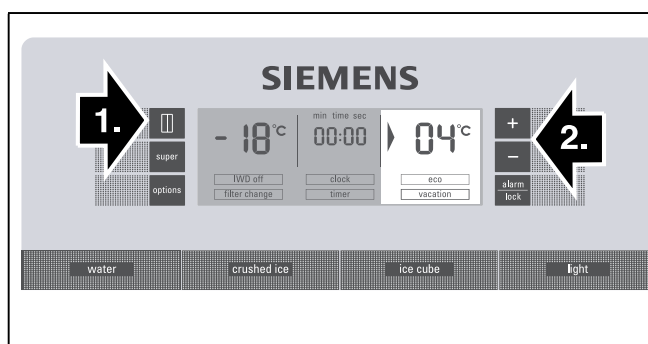 SIEMENS
1.
super
options
- 18°C
min time sec
00:00
04°C
IWD off
clock
eco
filter change
timer
vacation
+
-
alarm
lock
2.
water
crushed ice
ice cube
light